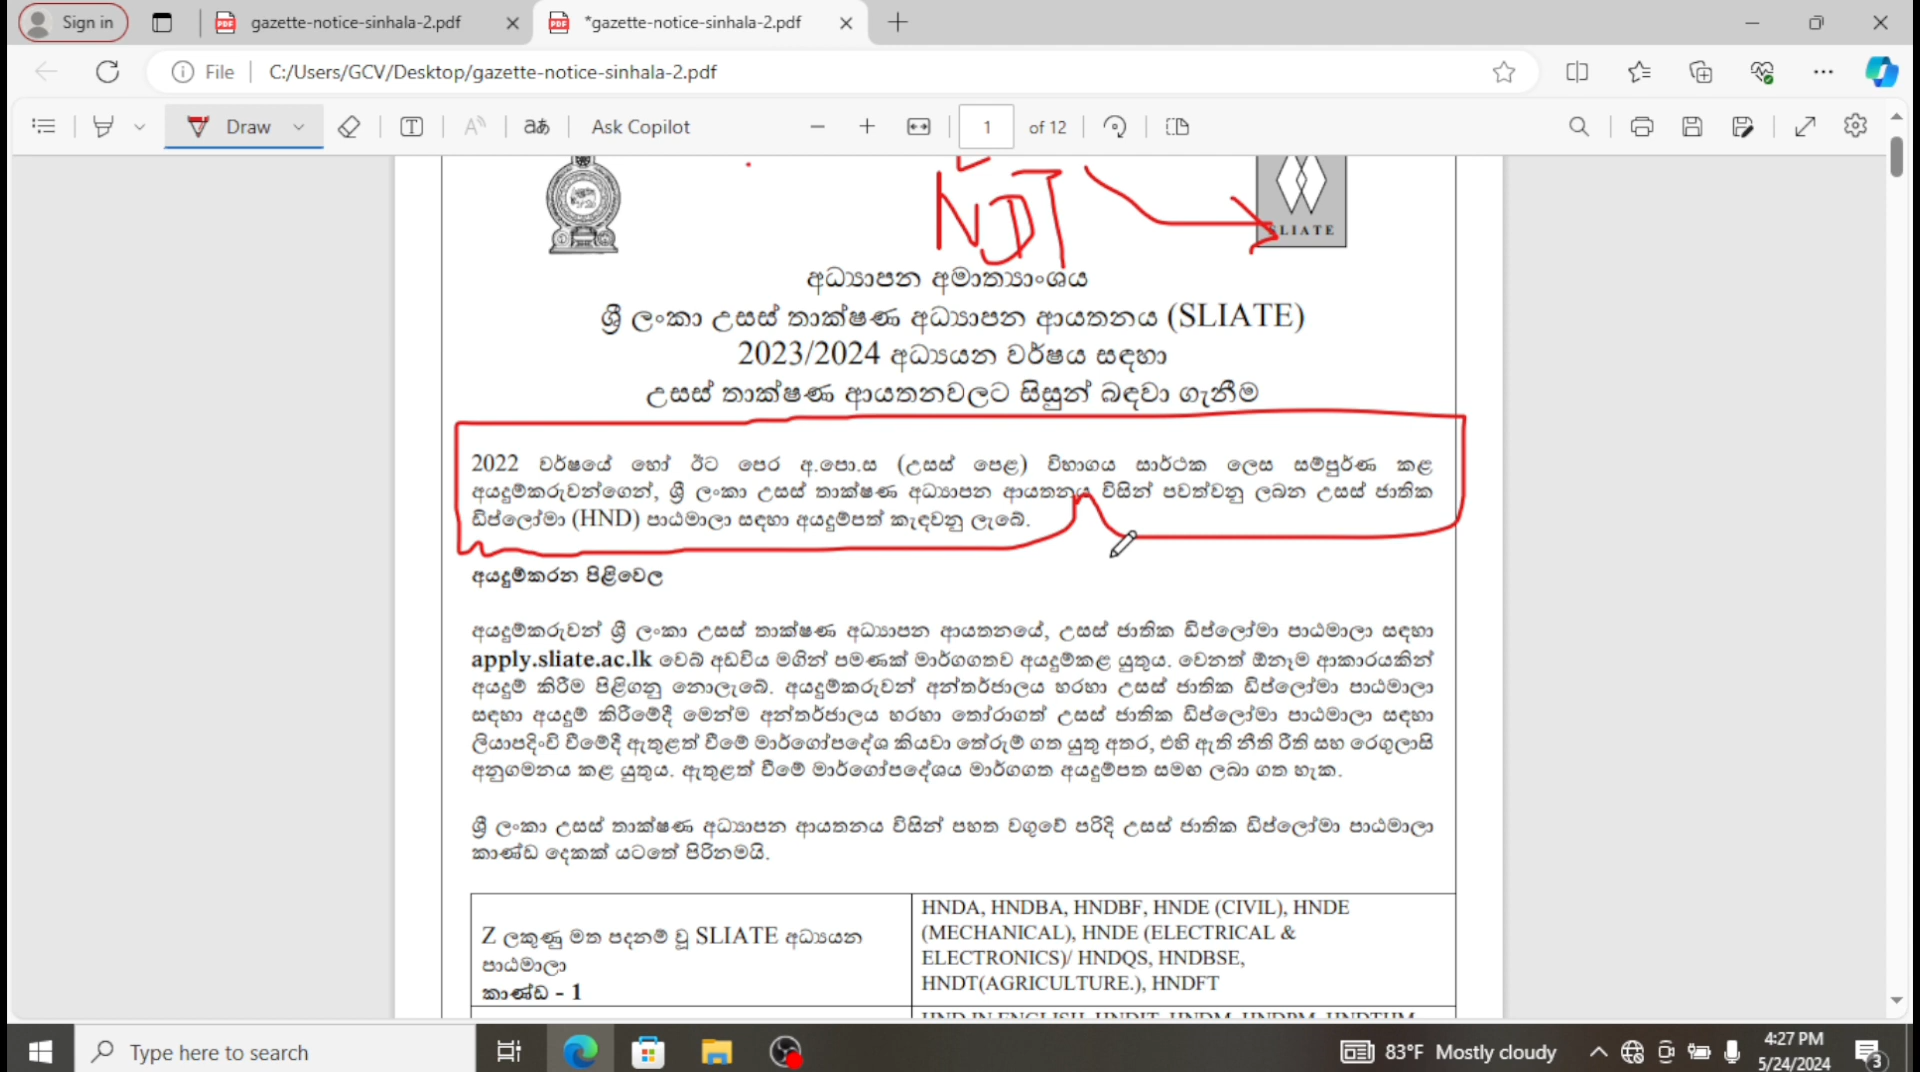 Sign in
gazette-notice-sinhala-2.pdf
*gazette-notice-sinhala-2.pdf
File
C:/Users/GCV/Desktop/gazette-notice-sinhala-2.pdf
Draw
Ask Copilot
1 of 12
NDT
SLIATE
අධ්‍යාපන අමාත්‍යාංශය
ශ්‍රී ලංකා උසස් තාක්ෂණ අධ්‍යාපන ආයතනය (SLIATE)
2023/2024 අධ්‍යයන වර්ෂය සඳහා
උසස් තාක්ෂණ ආයතනවලට සිසුන් බඳවා ගැනීම
2022 වර්ෂයේ හෝ ඊට පෙර අ.පො.ස (උසස් පෙළ) විභාගය සාර්ථක ලෙස සම්පුර්ණ කළ
අයදුම්කරුවන්ගෙන්, ශ්‍රී ලංකා උසස් තාක්ෂණ අධ්‍යාපන ආයතනය විසින් පවත්වනු ලබන උසස් ජාතික
ඩිප්ලෝමා (HND) පාඨමාලා සඳහා අයදුම්පත් කැඳවනු ලැබේ.
අයදුම්කරන පිළිවෙල
අයදුම්කරුවන් ශ්‍රී ලංකා උසස් තාක්ෂණ අධ්‍යාපන ආයතනයේ, උසස් ජාතික ඩිප්ලෝමා පාඨමාලා සඳහා
apply.sliate.ac.lk වෙබ් අඩවිය මගින් පමණක් මාර්ගගතව අයදුම්කළ යුතුය. වෙනත් ඕනෑම ආකාරයකින්
අයදුම් කිරීම පිළිගනු නොලැබේ. අයදුම්කරුවන් අන්තර්ජාලය හරහා උසස් ජාතික ඩිප්ලෝමා පාඨමාලා
සඳහා අයදුම් කිරීමේදී මෙන්ම අන්තර්ජාලය හරහා තෝරාගත් උසස් ජාතික ඩිප්ලෝමා පාඨමාලා සඳහා
ලියාපදිංචි වීමේදී ඇතුළත් වීමේ මාර්ගෝපදේශ කියවා තේරුම් ගත යුතු අතර, එහි ඇති නීති රීති සහ රෙගුලාසි
අනුගමනය කළ යුතුය. ඇතුළත් වීමේ මාර්ගෝපදේශය මාර්ගගත අයදුම්පත සමඟ ලබා ගත හැක.
ශ්‍රී ලංකා උසස් තාක්ෂණ අධ්‍යාපන ආයතනය විසින් පහත වගුවේ පරිදි උසස් ජාතික ඩිප්ලෝමා පාඨමාලා
කාණ්ඩ දෙකක් යටතේ පිරිනමයි.
Z ලකුණු මත පදනම් වූ SLIATE අධ්‍යයන
පාඨමාලා
කාණ්ඩ - 1
HNDA, HNDBA, HNDBF, HNDE (CIVIL), HNDE
(MECHANICAL), HNDE (ELECTRICAL &
ELECTRONICS)/ HNDQS, HNDBSE,
HNDT(AGRICULTURE.), HNDFT
HND IN ENGLISH, HNDIT, HNDM, HNDPM, HNDTHM
Type here to search
83°F Mostly cloudy
4:27 PM
5/24/2024
3